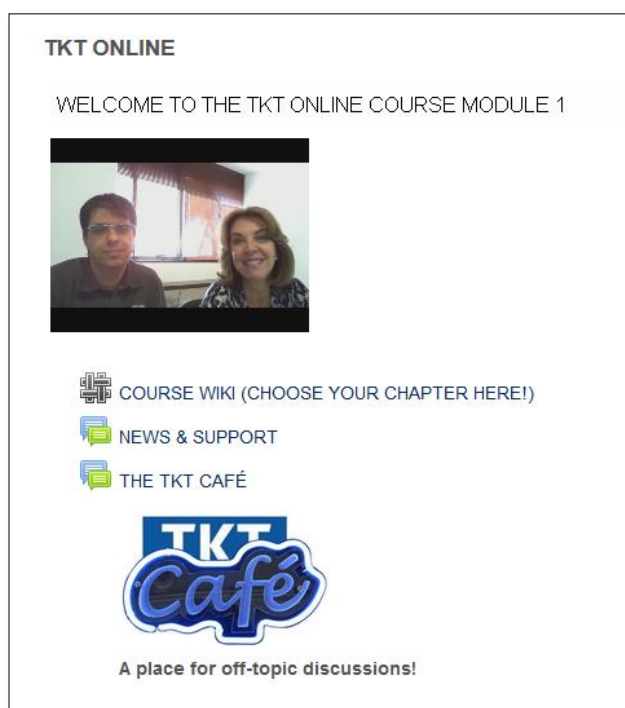 TKT ONLINE
WELCOME TO THE TKT ONLINE COURSE MODULE 1
COURSE WIKI (CHOOSE YOUR CHAPTER HERE!)
NEWS & SUPPORT
THE TKT CAFÉ
TKT
Café
A place for off-topic discussions!